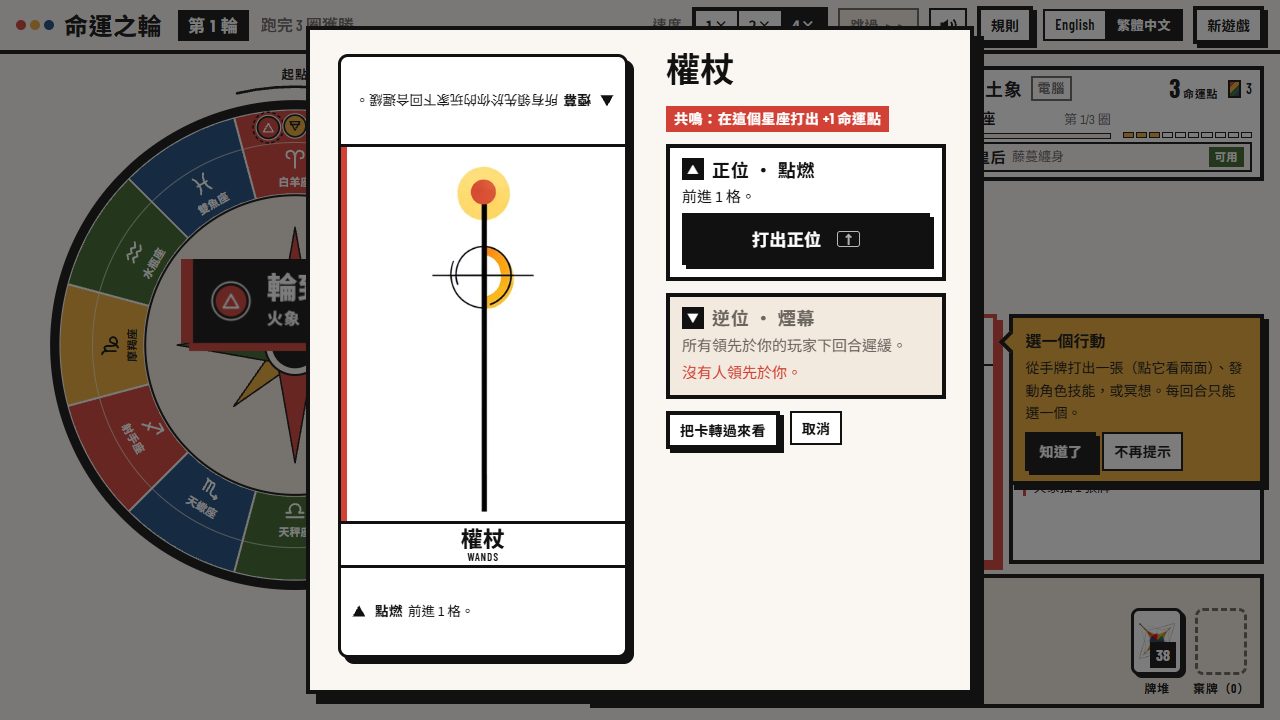 命運之輪
第 1 輪
跑完 3 圈獲勝
速度
1×
2×
4×
規則
English
繁體中文
新遊戲
起點
白羊座
雙魚座
水瓶座
摩羯座
射手座
天蠍座
天秤座
火象
土象
電腦
3 命運點
3
第 1/3 圈
藤蔓纏身
可用
▼ 煙幕 所有領先於你的玩家下回合遲緩。
權杖
WANDS
▲ 點燃 前進 1 格。
權杖
共鳴：在這個星座打出 +1 命運點
▲ 正位 · 點燃
前進 1 格。
打出正位 ↑
▼ 逆位 · 煙幕
所有領先於你的玩家下回合遲緩。
沒有人領先於你。
把卡轉過來看
取消
選一個行動
從手牌打出一張（點它看兩面）、發
動角色技能，或冥想。每回合只能
選一個。
知道了
不再提示
38
牌堆
棄牌（0）